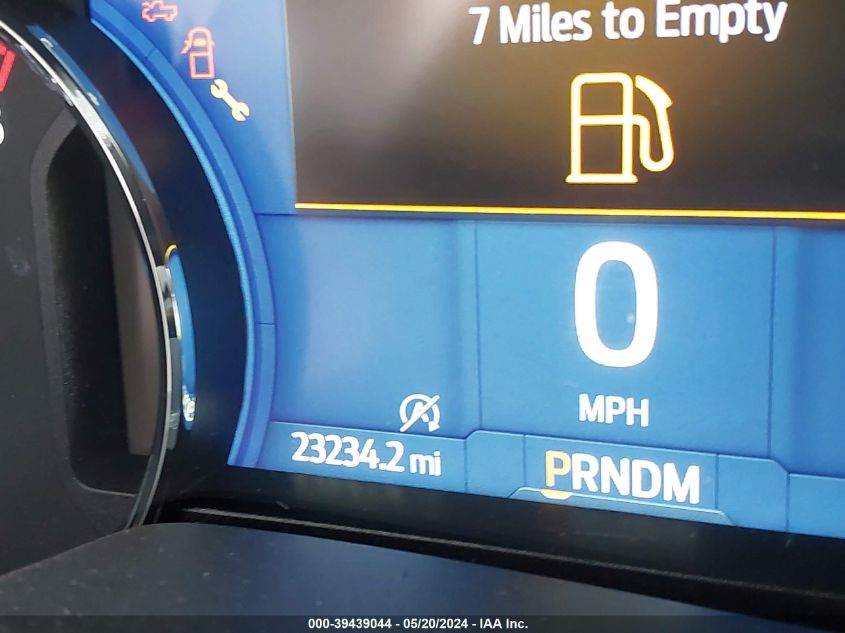 7 Miles to Empty
0
MPH
23234.2 mi
PRNDM
000-39439044 - 05/20/2024 - IAA Inc.